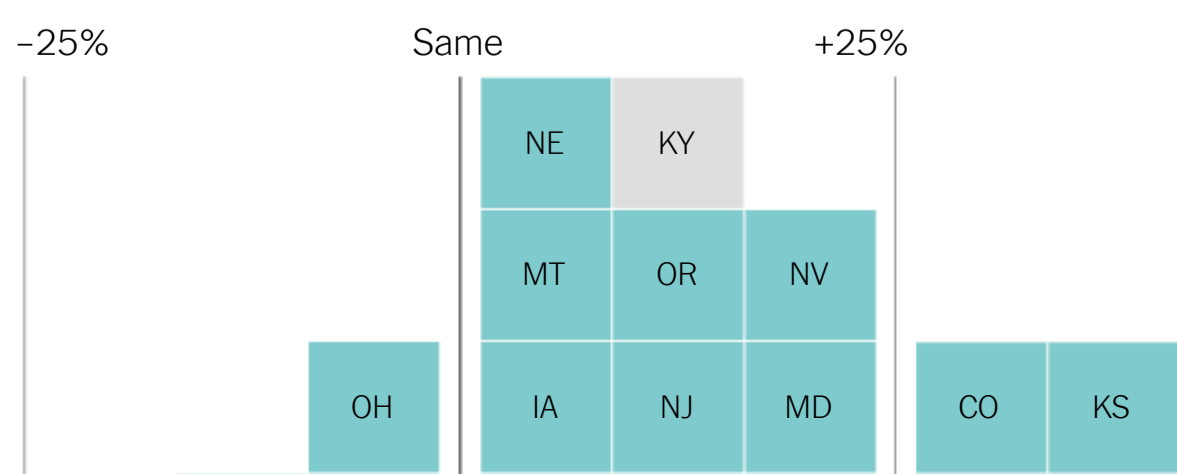 –25% Same +25%
NE KY
MT OR NV
OH IA NJ MD CO KS